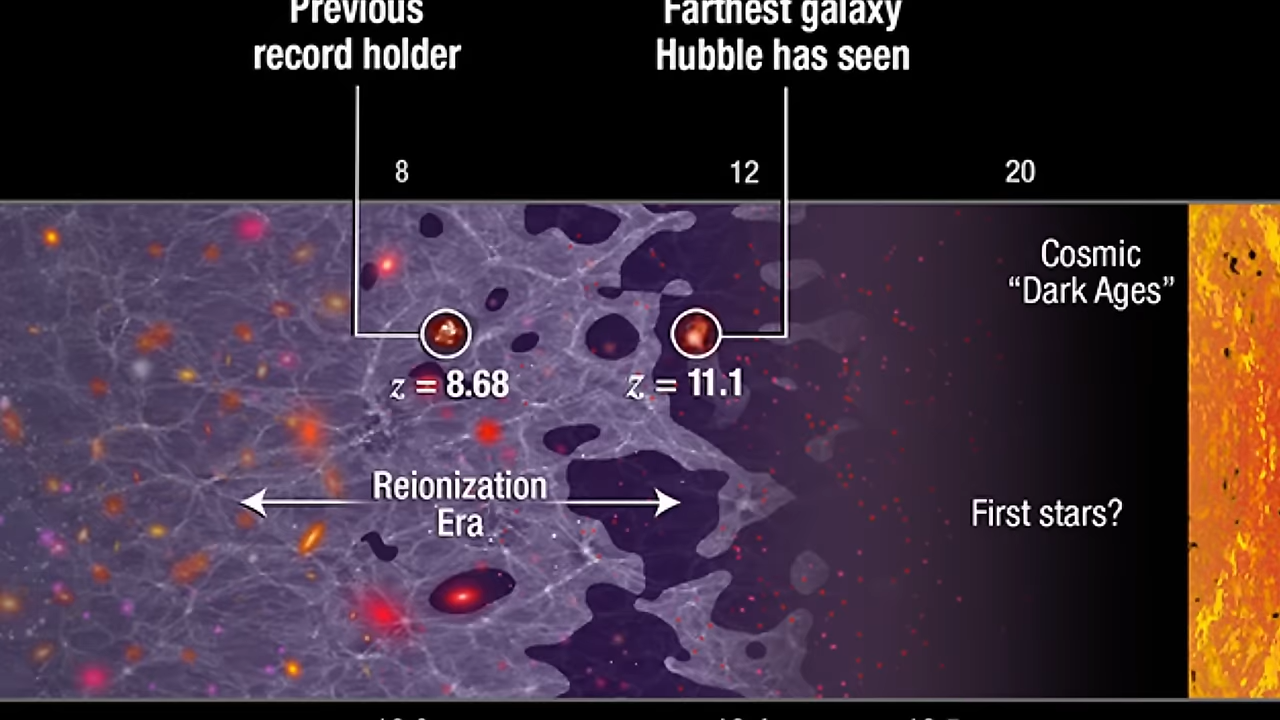 Previous
record holder
Farthest galaxy
Hubble has seen
8
12
20
Cosmic
“Dark Ages”
z = 8.68
z = 11.1
Reionization
Era
First stars?